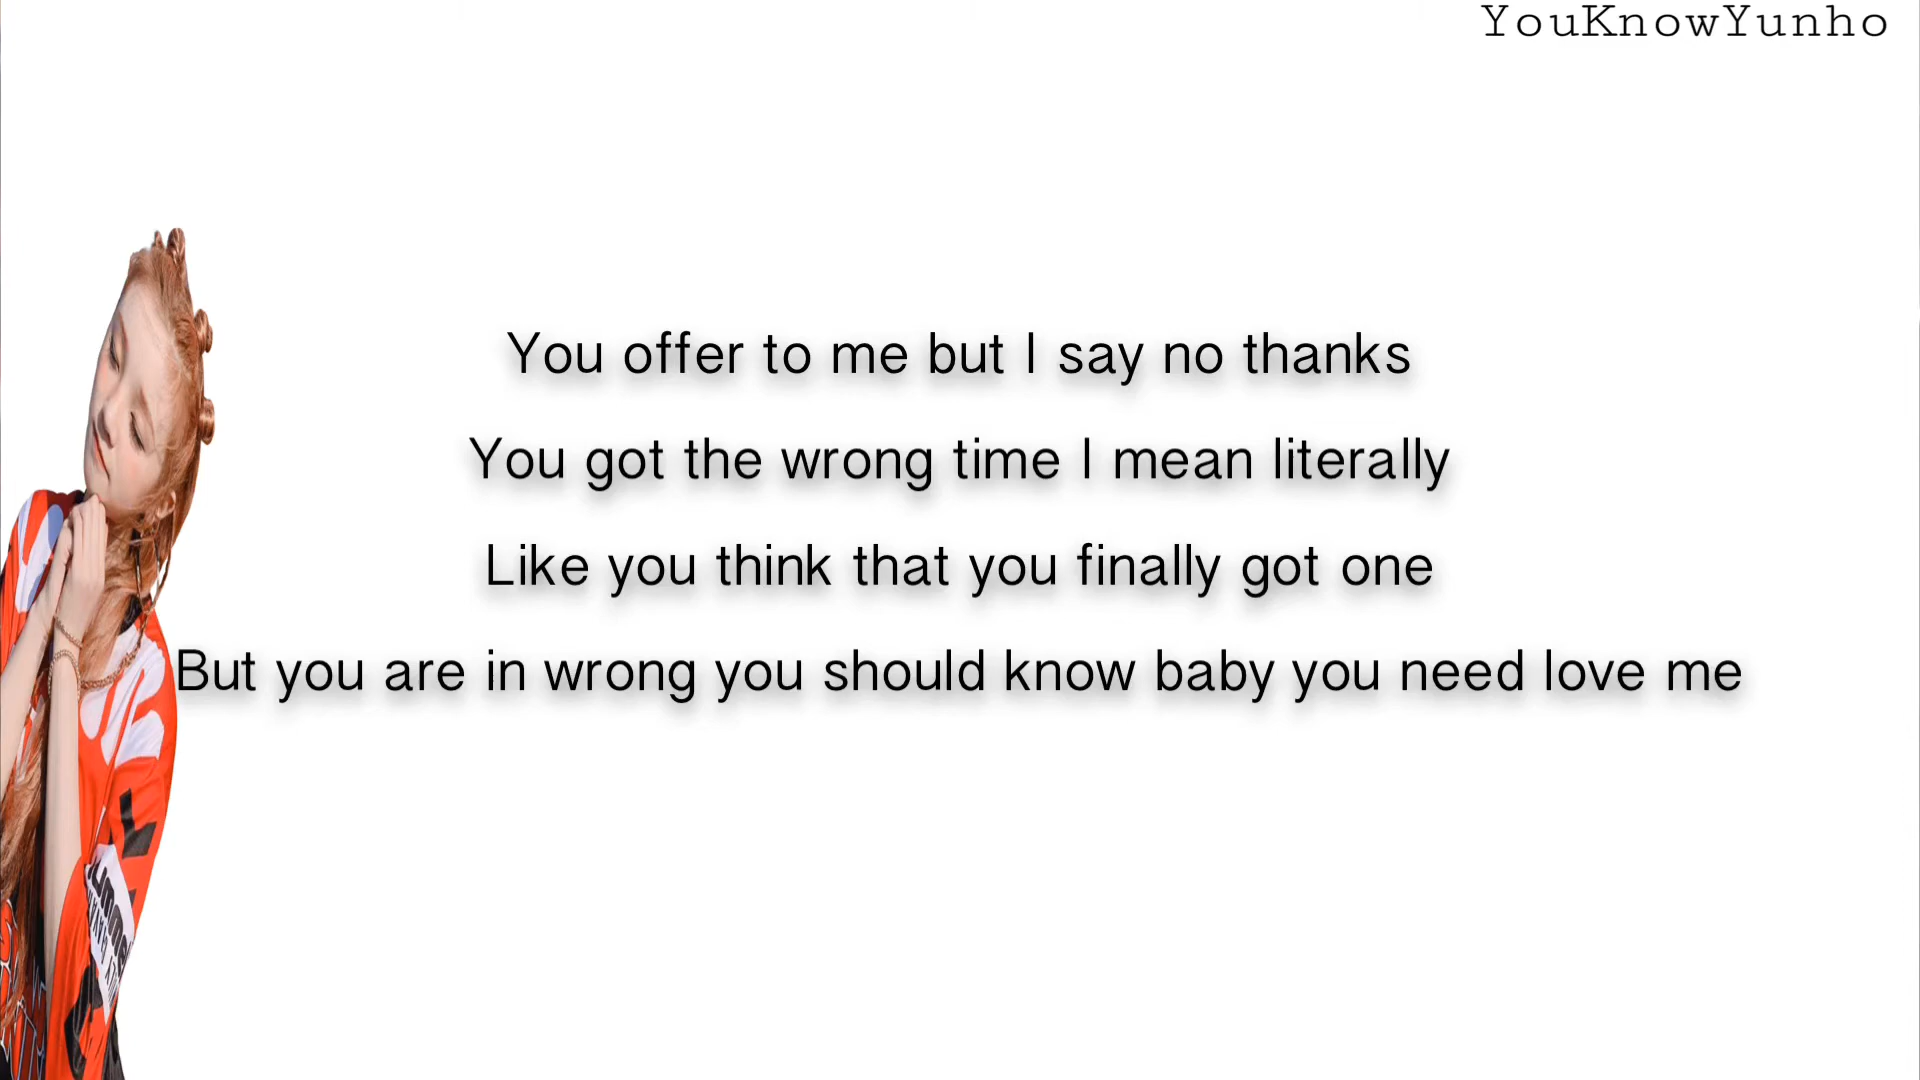 YouKnowYunho
You offer to me but I say no thanks
You got the wrong time I mean literally
Like you think that you finally got one
But you are in wrong you should know baby you need love me